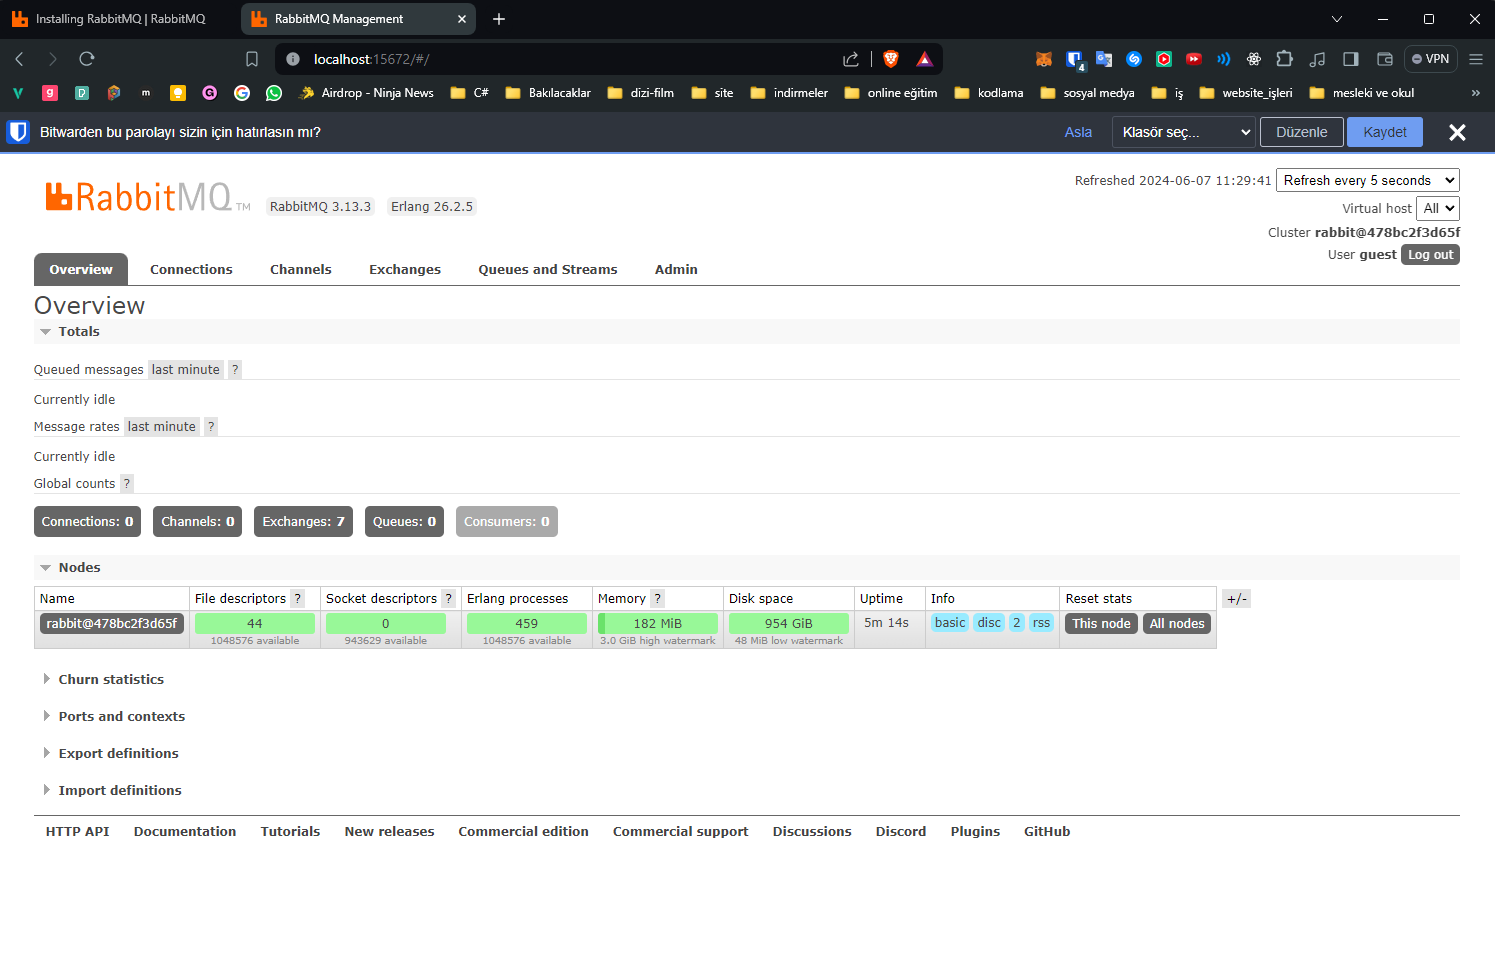 Installing RabbitMQ | RabbitMQ
RabbitMQ Management
localhost:15672/#/
4
VPN
Airdrop - Ninja News
C#
Bakılacaklar
dizi-film
site
indirmeler
online eğitim
kodlama
sosyal medya
iş
website_işleri
mesleki ve okul
»
Bitwarden bu parolayı sizin için hatırlasın mı?
Asla
Klasör seç...
Düzenle
Kaydet
RabbitMQ TM
RabbitMQ 3.13.3
Erlang 26.2.5
Refreshed 2024-06-07 11:29:41
Refresh every 5 seconds
Virtual host All
Cluster rabbit@478bc2f3d65f
User guest Log out
Overview
Connections
Channels
Exchanges
Queues and Streams
Admin
Overview
Totals
Queued messages last minute ?
Currently idle
Message rates last minute ?
Currently idle
Global counts ?
Connections: 0
Channels: 0
Exchanges: 7
Queues: 0
Consumers: 0
Nodes
Name File descriptors ? Socket descriptors ? Erlang processes Memory ? Disk space Uptime Info Reset stats +/-
rabbit@478bc2f3d65f 44 0 459 182 MiB 954 GiB 5m 14s basic disc 2 rss This node All nodes
1048576 available 943629 available 1048576 available 3.0 GiB high watermark 48 MiB low watermark
Churn statistics
Ports and contexts
Export definitions
Import definitions
HTTP API Documentation Tutorials New releases Commercial edition Commercial support Discussions Discord Plugins GitHub